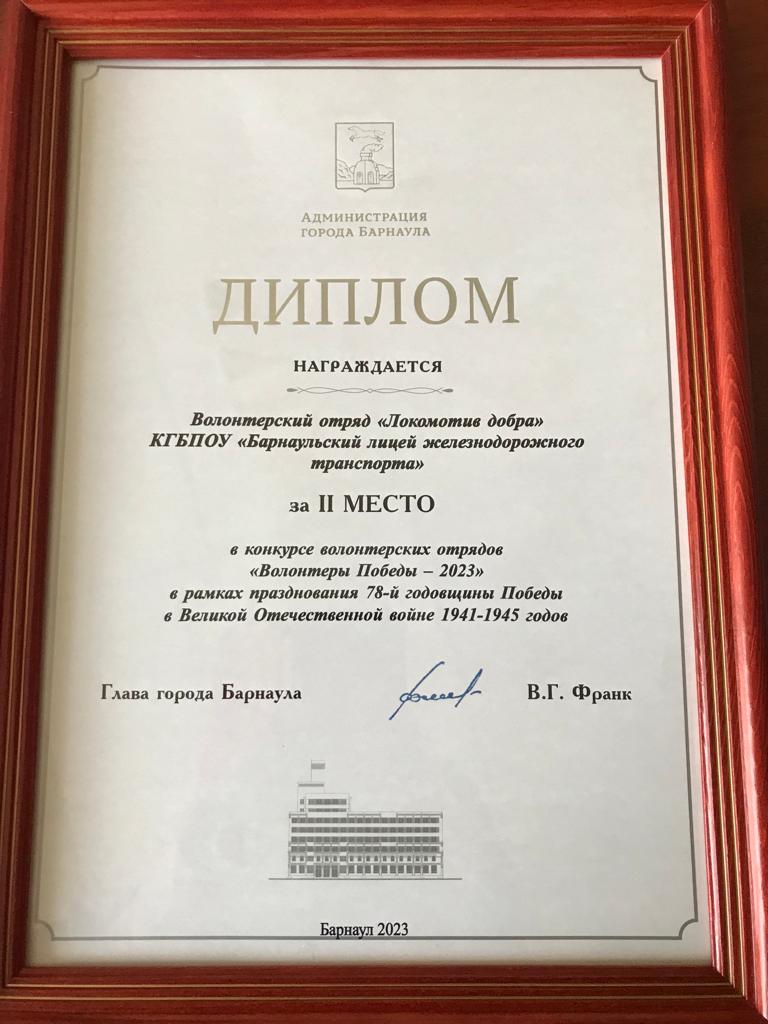 Администрация
города Барнаула
ДИПЛОМ
НАГРАЖДАЕТСЯ
Волонтерский отряд «Локомотив добра»
КГБПОУ «Барнаульский лицей железнодорожного
транспорта»
за II МЕСТО
в конкурсе волонтерских отрядов
«Волонтеры Победы – 2023»
в рамках празднования 78-й годовщины Победы
в Великой Отечественной войне 1941-1945 годов
Глава города Барнаула В.Г. Франк
Барнаул 2023